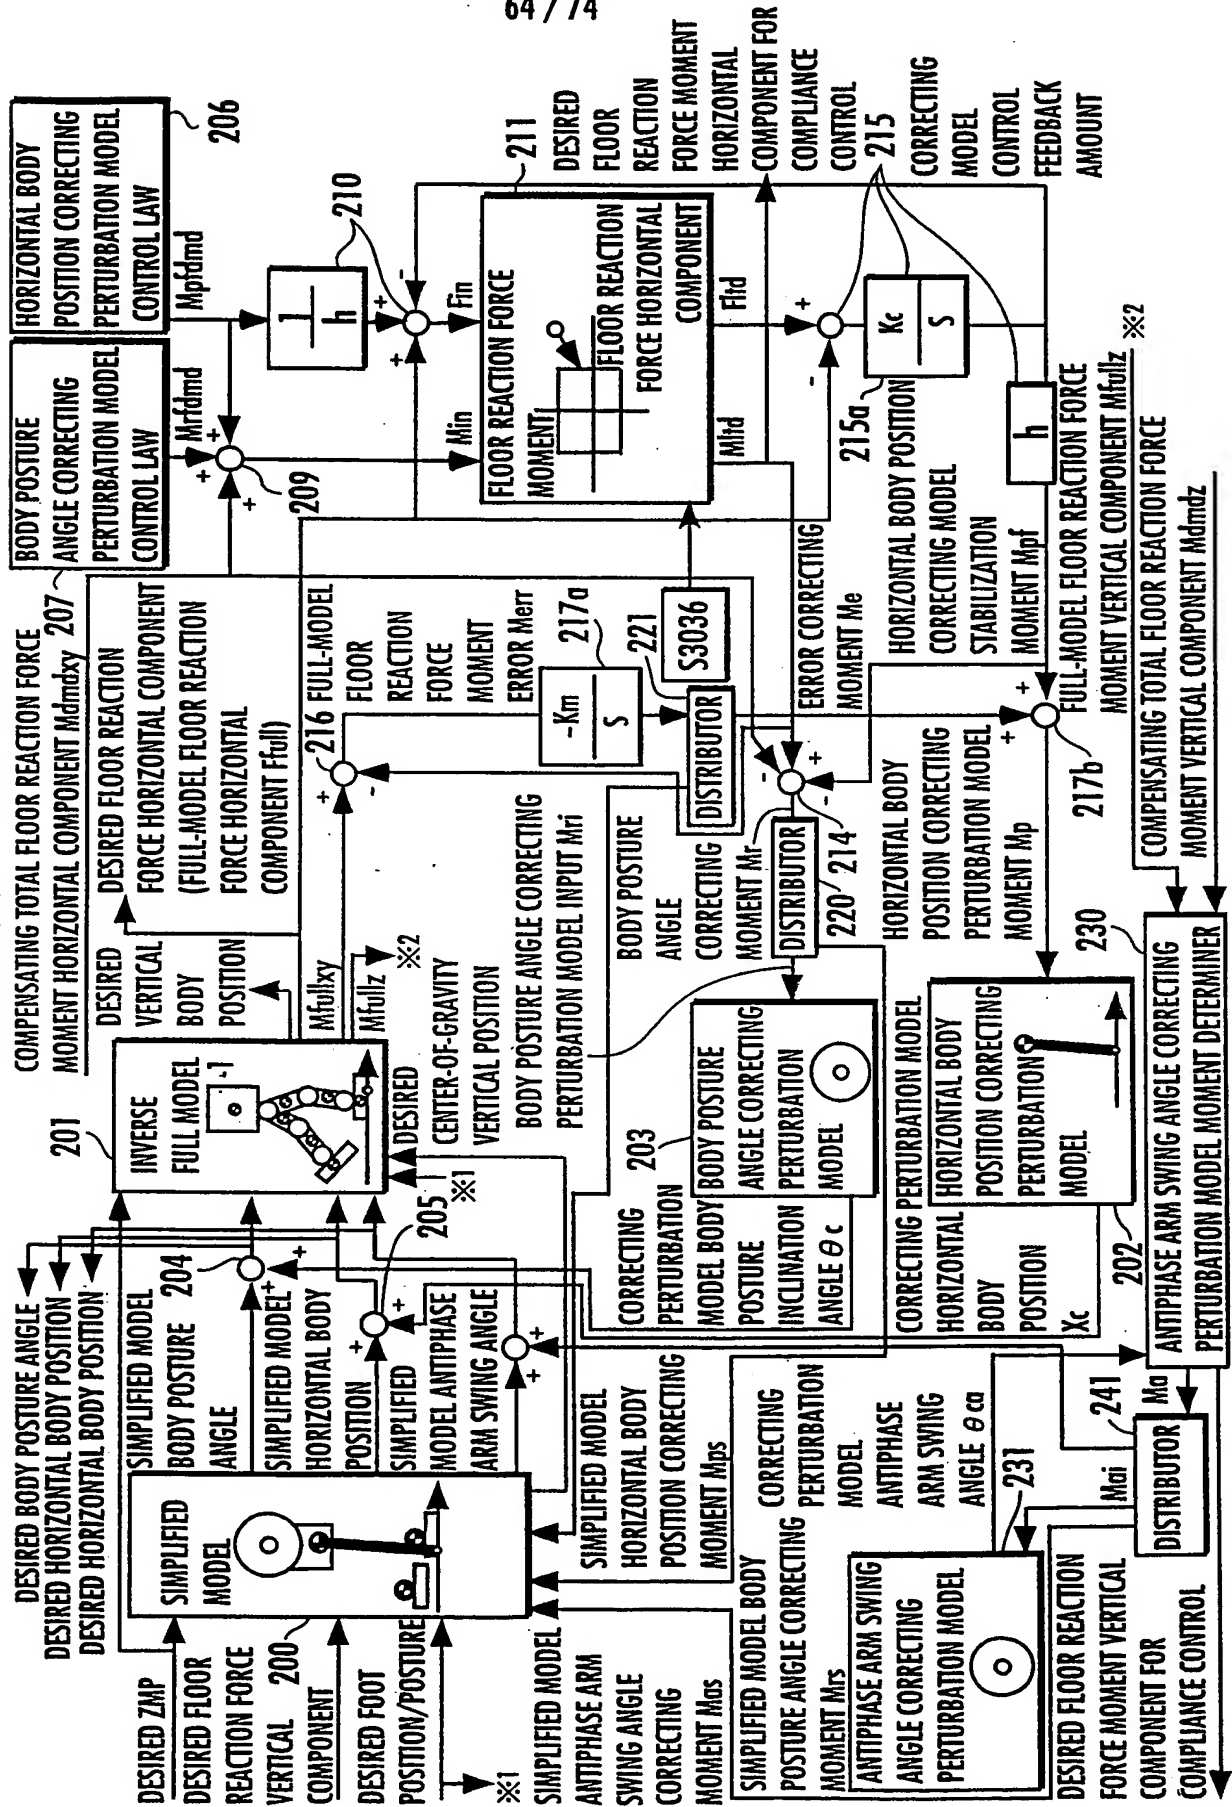 64 / 74
HORIZONTAL BODY
POSITION CORRECTING
PERTURBATION MODEL
CONTROL LAW
206
BODY POSTURE
ANGLE CORRECTING
PERTURBATION MODEL
CONTROL LAW
207
Mpfdmd
Mrfdmd
1
h
210
209
+
+
+
+
+
+
-
Fin
Min
FLOOR REACTION FORCE
MOMENT
FLOOR REACTION
FORCE HORIZONTAL
COMPONENT
211
DESIRED
FLOOR
REACTION
FORCE MOMENT
HORIZONTAL
COMPONENT FOR
COMPLIANCE
CONTROL
Mltd
Fltd
+
-
215
CORRECTING
MODEL
CONTROL
FEEDBACK
AMOUNT
Kc
S
215a
h
COMPENSATING TOTAL FLOOR REACTION FORCE
MOMENT HORIZONTAL COMPONENT Mdmdxy
DESIRED FLOOR REACTION
FORCE HORIZONTAL COMPONENT
(FULL-MODEL FLOOR REACTION
FORCE HORIZONTAL
COMPONENT Ffull)
DESIRED
VERTICAL
BODY
POSITION
Mfullxy
Mfullz
※2
216
+
-
FULL-MODEL
FLOOR
REACTION
FORCE
MOMENT
ERROR Merr
217a
-Km
S
221
DISTRIBUTOR
S3036
ERROR CORRECTING
MOMENT Me
HORIZONTAL BODY POSITION
CORRECTING MODEL
STABILIZATION
MOMENT Mpf
FULL-MODEL FLOOR REACTION FORCE
MOMENT VERTICAL COMPONENT Mfullz
※2
COMPENSATING TOTAL FLOOR REACTION FORCE
MOMENT VERTICAL COMPONENT Mdmdz
201
INVERSE
FULL MODEL
-1
DESIRED
CENTER-OF-GRAVITY
VERTICAL POSITION
※1
BODY POSTURE ANGLE CORRECTING
PERTURBATION MODEL INPUT Mri
BODY POSTURE
ANGLE
CORRECTING
MOMENT Mr
-
+
-
DISTRIBUTOR
220
214
HORIZONTAL BODY
POSITION CORRECTING
PERTURBATION MODEL
MOMENT Mp
+
+
217b
DESIRED BODY POSTURE ANGLE
DESIRED HORIZONTAL BODY POSITION
DESIRED HORIZONTAL BODY POSITION
204
205
+
+
+
+
+
+
SIMPLIFIED MODEL
BODY POSTURE
ANGLE
SIMPLIFIED MODEL
HORIZONTAL BODY
POSITION
SIMPLIFIED
MODEL ANTIPHASE
ARM SWING ANGLE
203
BODY POSTURE
ANGLE CORRECTING
PERTURBATION
MODEL
CORRECTING
PERTURBATION
MODEL BODY
POSTURE
INCLINATION
ANGLE θc
CORRECTING PERTURBATION MODEL
HORIZONTAL
BODY
POSITION
Xc
HORIZONTAL BODY
POSITION CORRECTING
PERTURBATION
MODEL
202
230
ANTIPHASE ARM SWING ANGLE CORRECTING
PERTURBATION MODEL MOMENT DETERMINER
SIMPLIFIED
MODEL
200
DESIRED ZMP
DESIRED FLOOR
REACTION FORCE
VERTICAL
COMPONENT
DESIRED FOOT
POSITION/POSTURE
※1
SIMPLIFIED MODEL
HORIZONTAL BODY
POSITION CORRECTING
MOMENT Mps
SIMPLIFIED MODEL
ANTIPHASE ARM
SWING ANGLE
CORRECTING
MOMENT Mas
SIMPLIFIED MODEL BODY
POSTURE ANGLE CORRECTING
MOMENT Mrs
CORRECTING
PERTURBATION
MODEL
ANTIPHASE
ARM SWING
ANGLE θca
231
ANTIPHASE ARM SWING
ANGLE CORRECTING
PERTURBATION MODEL
Ma
241
Mai
DISTRIBUTOR
DESIRED FLOOR REACTION
FORCE MOMENT VERTICAL
COMPONENT FOR
COMPLIANCE CONTROL